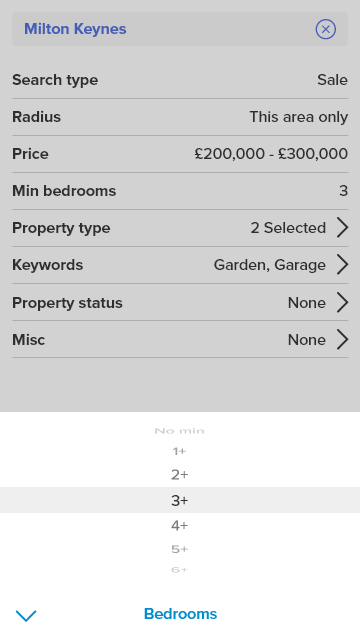 Milton Keynes
Search type Sale
Radius This area only
Price £200,000 - £300,000
Min bedrooms 3
Property type 2 Selected
Keywords Garden, Garage
Property status None
Misc None
No min
1+
2+
3+
4+
5+
6+
Bedrooms